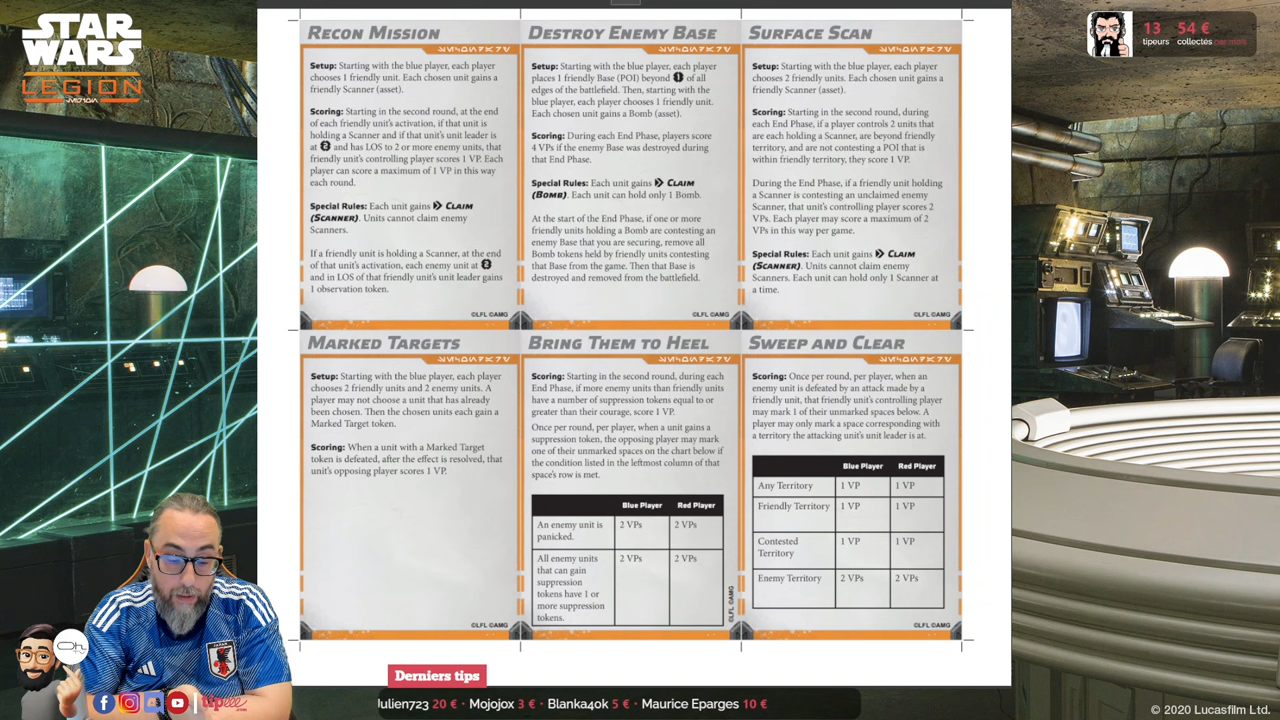 STAR
WARS
LEGION
13 54 €
tipeurs collectés par mois
RECON MISSION
Setup: Starting with the blue player, each player
chooses 1 friendly unit. Each chosen unit gains a
friendly Scanner (asset).
Scoring: Starting in the second round, at the end
of each friendly unit's activation, if that unit is
holding a Scanner and if that unit's unit leader is
at 2 and has LOS to 2 or more enemy units, that
friendly unit's controlling player scores 1 VP. Each
player can score a maximum of 1 VP in this way
each round.
Special Rules: Each unit gains CLAIM
(SCANNER). Units cannot claim enemy
Scanners.
If a friendly unit is holding a Scanner, at the end
of that unit's activation, each enemy unit at 2
and in LOS of that friendly unit's unit leader gains
1 observation token.
©LFL ©AMG
DESTROY ENEMY BASE
Setup: Starting with the blue player, each player
places 1 friendly Base (POI) beyond 1 of all
edges of the battlefield. Then, starting with the
blue player, each player chooses 1 friendly unit.
Each chosen unit gains a Bomb (asset).
Scoring: During each End Phase, players score
4 VPs if the enemy Base was destroyed during
that End Phase.
Special Rules: Each unit gains CLAIM
(BOMB). Each unit can hold only 1 Bomb.
At the start of the End Phase, if one or more
friendly units holding a Bomb are contesting an
enemy Base that you are securing, remove all
Bomb tokens held by friendly units contesting
that Base from the game. Then that Base is
destroyed and removed from the battlefield.
©LFL ©AMG
SURFACE SCAN
Setup: Starting with the blue player, each player
chooses 2 friendly units. Each chosen unit gains a
friendly Scanner (asset).
Scoring: Starting in the second round, during
each End Phase, if a player controls 2 units that
are each holding a Scanner, are beyond friendly
territory, and are not contesting a POI that is
within friendly territory, they score 1 VP.
During the End Phase, if a friendly unit holding
a Scanner is contesting an unclaimed enemy
Scanner, that unit's controlling player scores 2
VPs. Each player may score a maximum of 2
VPs in this way per game.
Special Rules: Each unit gains CLAIM
(SCANNER). Units cannot claim enemy
Scanners. Each unit can hold only 1 Scanner at
a time.
©LFL ©AMG
MARKED TARGETS
Setup: Starting with the blue player, each player
chooses 2 friendly units and 2 enemy units. A
player may not choose a unit that has already
been chosen. Then the chosen units each gain a
Marked Target token.
Scoring: When a unit with a Marked Target
token is defeated, after the effect is resolved, that
unit's opposing player scores 1 VP.
©LFL ©AMG
BRING THEM TO HEEL
Scoring: Starting in the second round, during each
End Phase, if more enemy units than friendly units
have a number of suppression tokens equal to or
greater than their courage, score 1 VP.
Once per round, per player, when a unit gains a
suppression token, the opposing player may mark
one of their unmarked spaces on the chart below if
the condition listed in the leftmost column of that
space's row is met.
Blue Player Red Player
An enemy unit is 2 VPs 2 VPs
panicked.
All enemy units 2 VPs 2 VPs
that can gain
suppression
tokens have 1 or
more suppression
tokens.
©LFL ©AMG
SWEEP AND CLEAR
Scoring: Once per round, per player, when an
enemy unit is defeated by an attack made by a
friendly unit, that friendly unit's controlling player
may mark 1 of their unmarked spaces below. A
player may only mark a space corresponding with
a territory the attacking unit's unit leader is at.
Blue Player Red Player
Any Territory 1 VP 1 VP
Friendly Territory 1 VP 1 VP
Contested 1 VP 1 VP
Territory
Enemy Territory 2 VPs 2 VPs
©LFL ©AMG
Derniers tips
Julien723 20 € · Mojojox 3 € · Blanka40k 5 € · Maurice Eparges 10 €
© 2020 Lucasfilm Ltd.